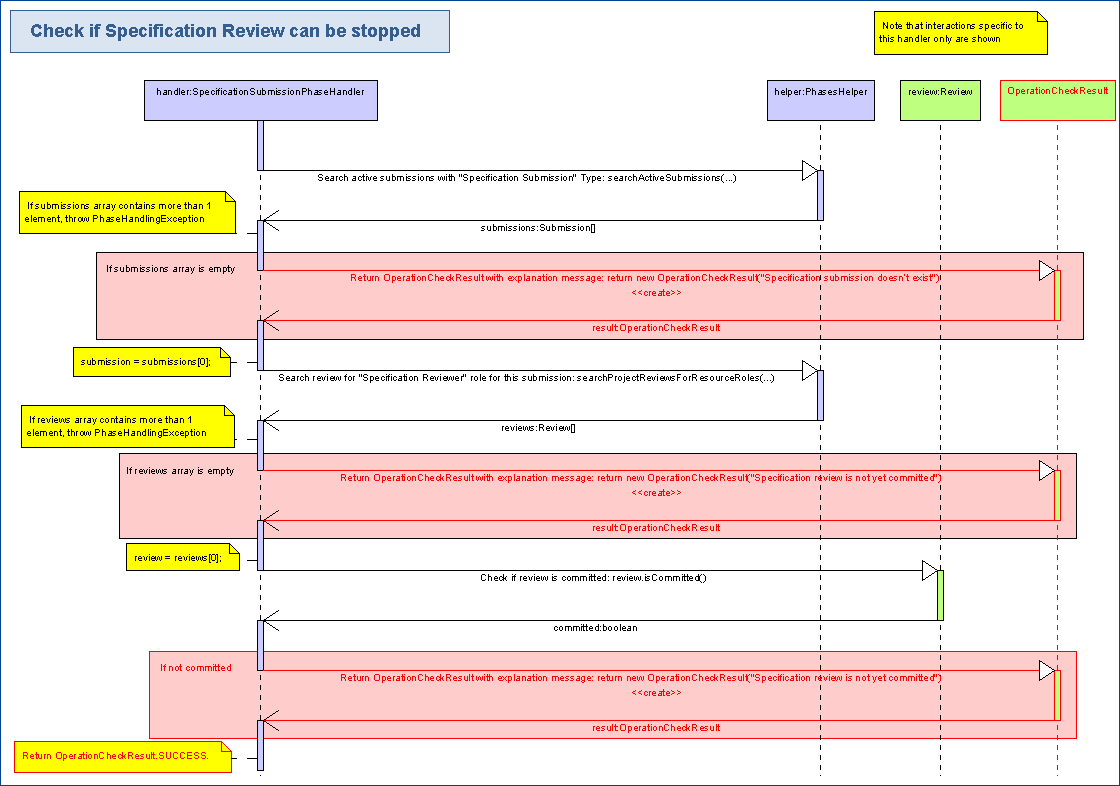 Check if Specification Review can be stopped
Note that interactions specific to
this handler only are shown
handler:SpecificationSubmissionPhaseHandler
helper:PhasesHelper
review:Review
OperationCheckResult
Search active submissions with "Specification Submission" Type: searchActiveSubmissions(...)
If submissions array contains more than 1
element, throw PhaseHandlingException
submissions:Submission[]
If submissions array is empty
Return OperationCheckResult with explanation message: return new OperationCheckResult("Specification submission doesn't exist")
<<create>>
result:OperationCheckResult
submission = submissions[0];
Search review for "Specification Reviewer" role for this submission: searchProjectReviewsForResourceRoles(...)
If reviews array contains more than 1
element, throw PhaseHandlingException
reviews:Review[]
If reviews array is empty
Return OperationCheckResult with explanation message: return new OperationCheckResult("Specification review is not yet committed")
<<create>>
result:OperationCheckResult
review = reviews[0];
Check if review is committed: review.isCommitted()
committed:boolean
If not committed
Return OperationCheckResult with explanation message: return new OperationCheckResult("Specification review is not yet committed")
<<create>>
result:OperationCheckResult
Return OperationCheckResult.SUCCESS.